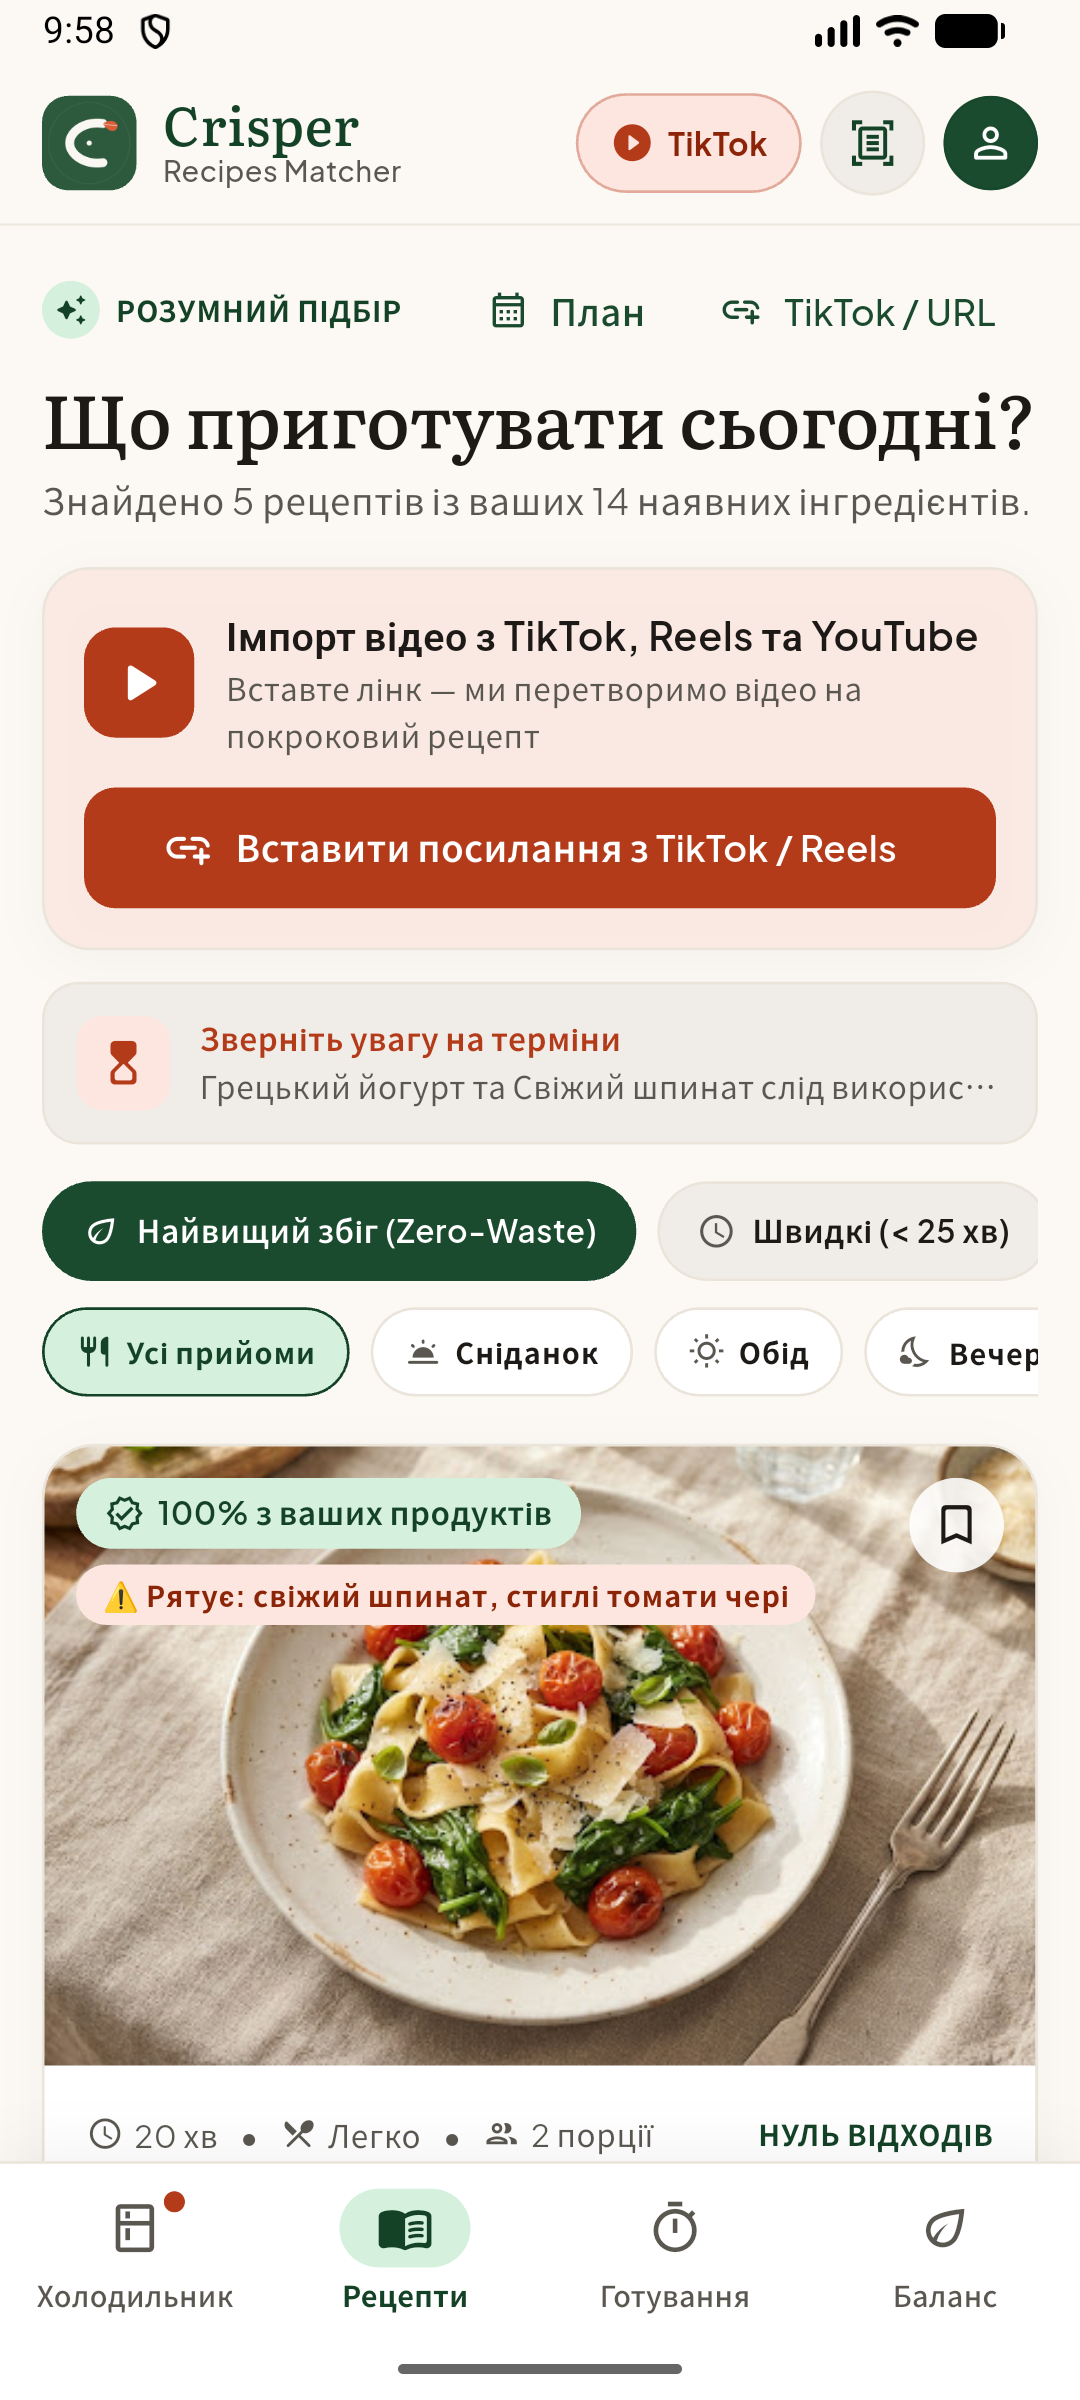 9:58
Crisper
Recipes Matcher
TikTok
РОЗУМНИЙ ПІДБІР
План
TikTok / URL
Що приготувати сьогодні?
Знайдено 5 рецептів із ваших 14 наявних інгредієнтів.
Імпорт відео з TikTok, Reels та YouTube
Вставте лінк — ми перетворимо відео на
покроковий рецепт
Вставити посилання з TikTok / Reels
Зверніть увагу на терміни
Грецький йогурт та Свіжий шпинат слід використ…
Найвищий збіг (Zero-Waste)
Швидкі (< 25 хв)
Усі прийоми
Сніданок
Обід
Вечер
100% з ваших продуктів
⚠️ Рятує: свіжий шпинат, стиглі томати чері
20 хв • Легко • 2 порції
НУЛЬ ВІДХОДІВ
Холодильник
Рецепти
Готування
Баланс